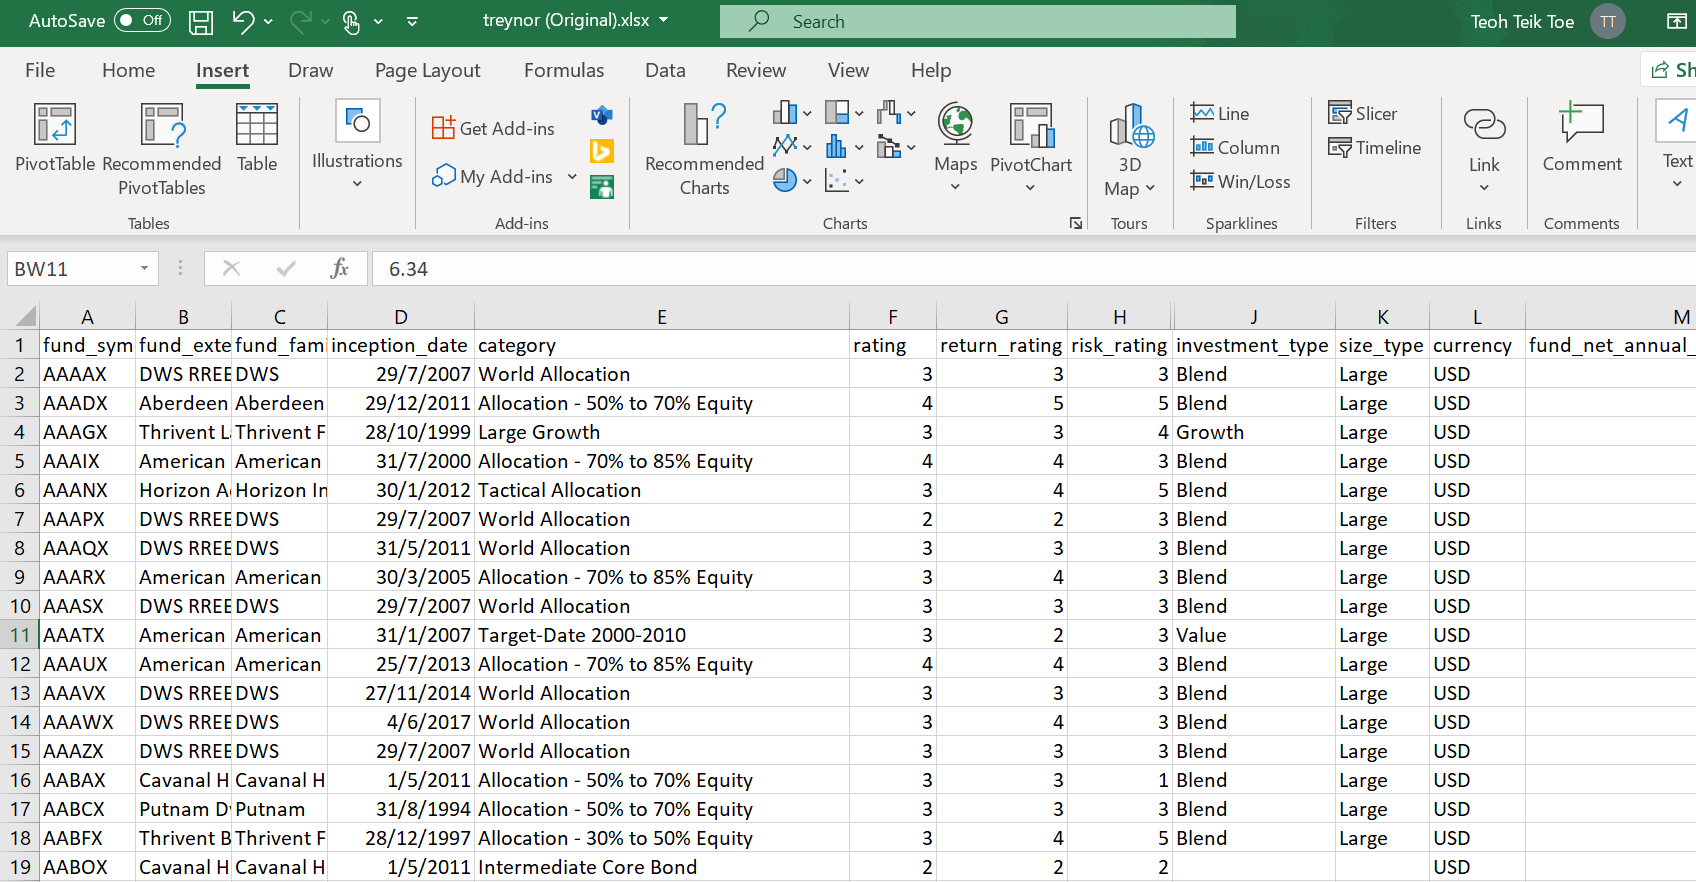 AutoSave Off treynor (Original).xlsx Search Teoh Teik Toe TT
File Home Insert Draw Page Layout Formulas Data Review View Help Sh
PivotTable Recommended PivotTables Table Illustrations Get Add-ins My Add-ins Recommended Charts Maps PivotChart 3D Map Line Column Win/Loss Slicer Timeline Link Comment Text
Tables Add-ins Charts Tours Sparklines Filters Links Comments
BW11 fx 6.34
A B C D E F G H J K L M
1 fund_sym fund_exte fund_fami inception_date category rating return_rating risk_rating investment_type size_type currency fund_net_annual_
2 AAAAX DWS RREE DWS 29/7/2007 World Allocation 3 3 3 Blend Large USD
3 AAADX Aberdeen Aberdeen 29/12/2011 Allocation - 50% to 70% Equity 4 5 5 Blend Large USD
4 AAAGX Thrivent L Thrivent F 28/10/1999 Large Growth 3 3 4 Growth Large USD
5 AAAIX American American 31/7/2000 Allocation - 70% to 85% Equity 4 4 3 Blend Large USD
6 AAANX Horizon A Horizon In 30/1/2012 Tactical Allocation 3 4 5 Blend Large USD
7 AAAPX DWS RREE DWS 29/7/2007 World Allocation 2 2 3 Blend Large USD
8 AAAQX DWS RREE DWS 31/5/2011 World Allocation 3 3 3 Blend Large USD
9 AAARX American American 30/3/2005 Allocation - 70% to 85% Equity 3 4 3 Blend Large USD
10 AAASX DWS RREE DWS 29/7/2007 World Allocation 3 3 3 Blend Large USD
11 AAATX American American 31/1/2007 Target-Date 2000-2010 3 2 3 Value Large USD
12 AAAUX American American 25/7/2013 Allocation - 70% to 85% Equity 4 4 3 Blend Large USD
13 AAAVX DWS RREE DWS 27/11/2014 World Allocation 3 3 3 Blend Large USD
14 AAAWX DWS RREE DWS 4/6/2017 World Allocation 3 4 3 Blend Large USD
15 AAAZX DWS RREE DWS 29/7/2007 World Allocation 3 3 3 Blend Large USD
16 AABAX Cavanal H Cavanal H 1/5/2011 Allocation - 50% to 70% Equity 3 3 1 Blend Large USD
17 AABCX Putnam D Putnam 31/8/1994 Allocation - 50% to 70% Equity 3 3 3 Blend Large USD
18 AABFX Thrivent B Thrivent F 28/12/1997 Allocation - 30% to 50% Equity 3 4 5 Blend Large USD
19 AABOX Cavanal H Cavanal H 1/5/2011 Intermediate Core Bond 2 2 2 USD